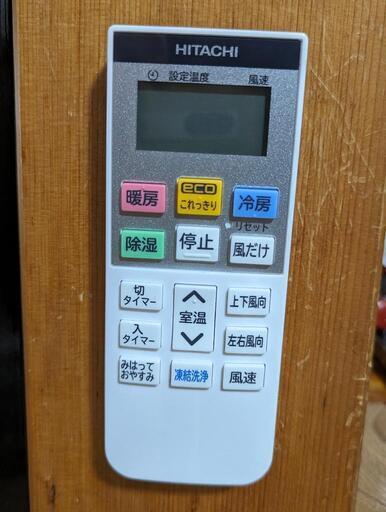 HITACHI
設定温度 風速
暖房 eco これっきり 冷房
リセット
除湿 停止 風だけ
切
タイマー
室温
上下風向
入
タイマー
左右風向
みはって
おやすみ
凍結洗浄
風速